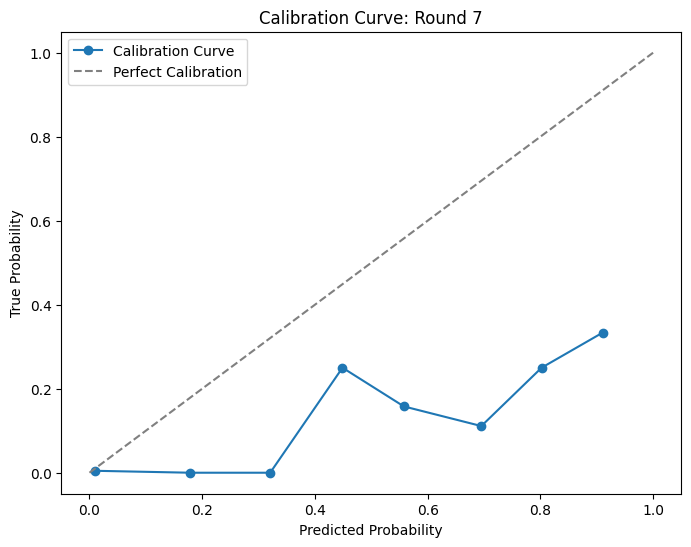 Calibration Curve: Round 7
Calibration Curve
Perfect Calibration
True Probability
1.0
0.8
0.6
0.4
0.2
0.0
0.0 0.2 0.4 0.6 0.8 1.0
Predicted Probability